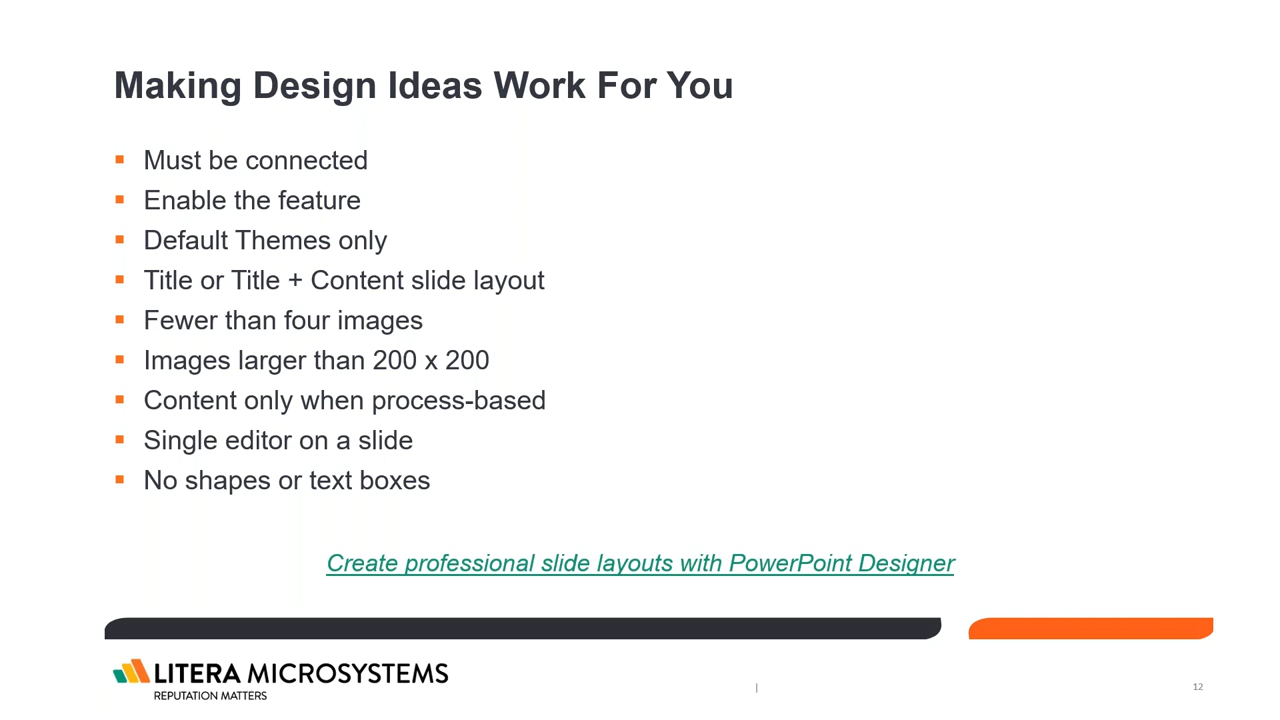 Making Design Ideas Work For You
▪ Must be connected
▪ Enable the feature
▪ Default Themes only
▪ Title or Title + Content slide layout
▪ Fewer than four images
▪ Images larger than 200 x 200
▪ Content only when process-based
▪ Single editor on a slide
▪ No shapes or text boxes
Create professional slide layouts with PowerPoint Designer
LITERA MICROSYSTEMS
REPUTATION MATTERS
|
12